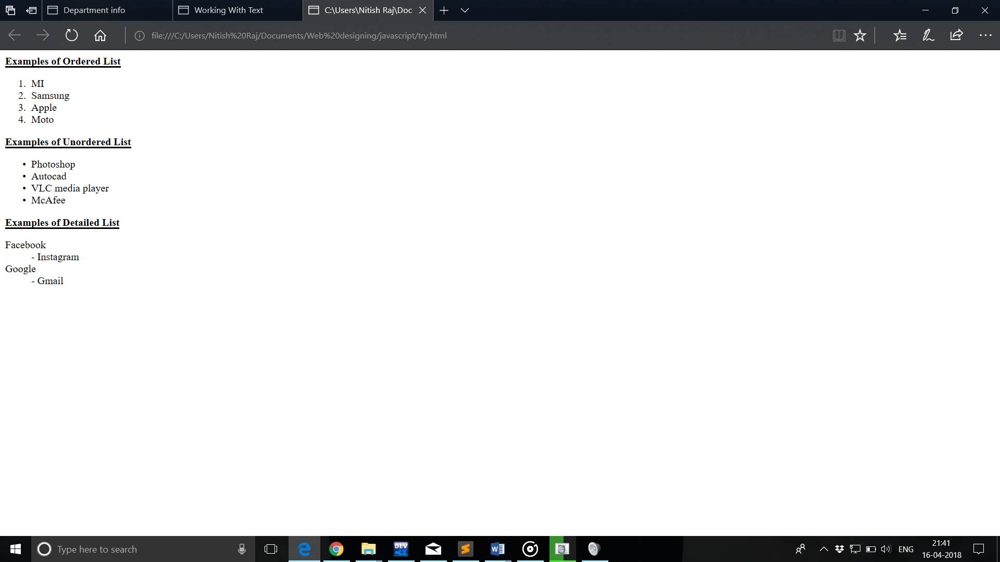 Department info
Working With Text
C:\Users\Nitish Raj\Doc
file:///C:/Users/Nitish%20Raj/Documents/Web%20designing/javascript/try.html
Examples of Ordered List
1. MI
2. Samsung
3. Apple
4. Moto
Examples of Unordered List
• Photoshop
• Autocad
• VLC media player
• McAfee
Examples of Detailed List
Facebook
- Instagram
Google
- Gmail
Type here to search
DEV
C++
W
ENG
21:41
16-04-2018